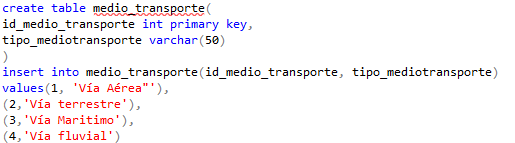 create table medio_transporte(
id_medio_transporte int primary key,
tipo_mediotransporte varchar(50)
)
insert into medio_transporte(id_medio_transporte, tipo_mediotransporte)
values(1, 'Vía Aérea"'),
(2,'Vía terrestre'),
(3,'Vía Maritimo'),
(4,'Vía fluvial')